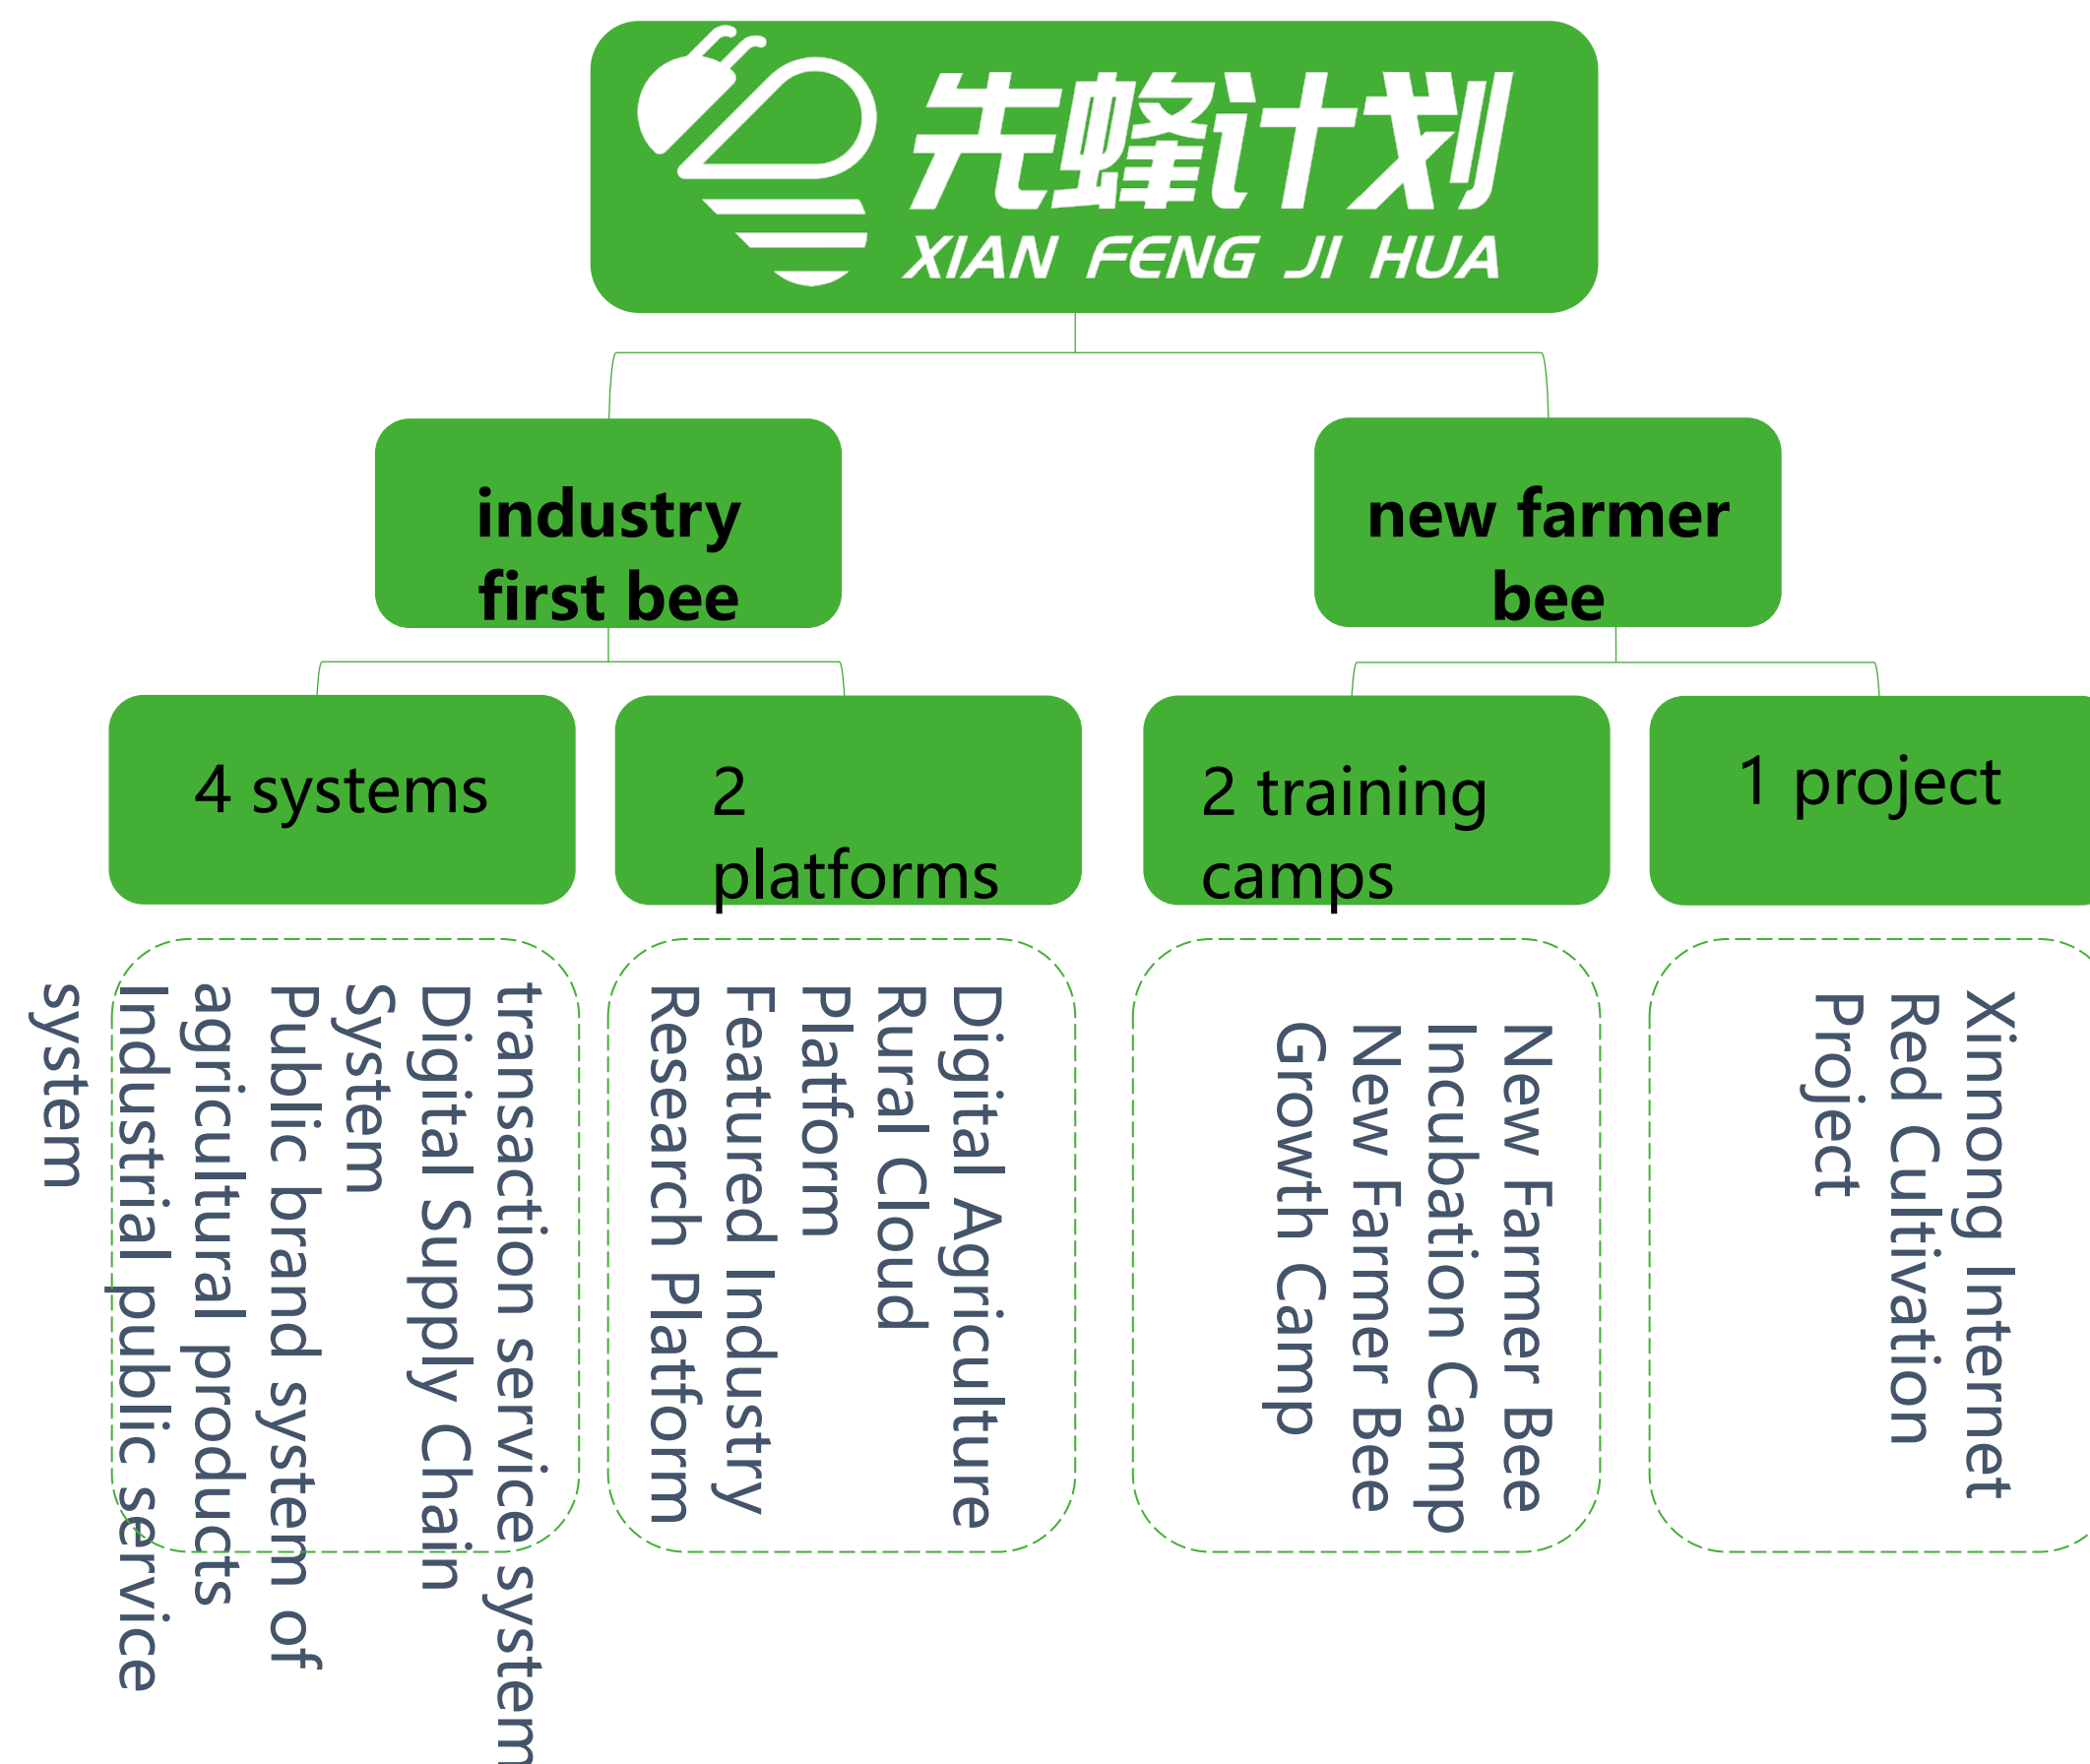 先蜂计划
XIAN FENG JI HUA
industry
first bee
new farmer
bee
4 systems
2
platforms
2 training
camps
1 project
transaction service system
Digital Supply Chain
System
Public brand system of
agricultural products
Industrial public service
system
Digital Agriculture
Rural Cloud
Platform
Featured Industry
Research Platform
New Farmer Bee
Incubation Camp
New Farmer Bee
Growth Camp
Xinnong Internet
Red Cultivation
Project